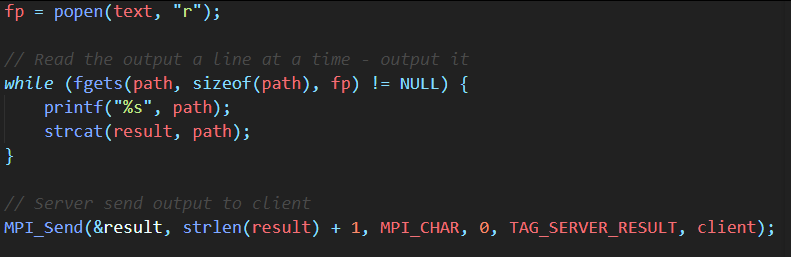 fp = popen(text, "r");
// Read the output a line at a time - output it
while (fgets(path, sizeof(path), fp) != NULL) {
    printf("%s", path);
    strcat(result, path);
}
// Server send output to client
MPI_Send(&result, strlen(result) + 1, MPI_CHAR, 0, TAG_SERVER_RESULT, client);